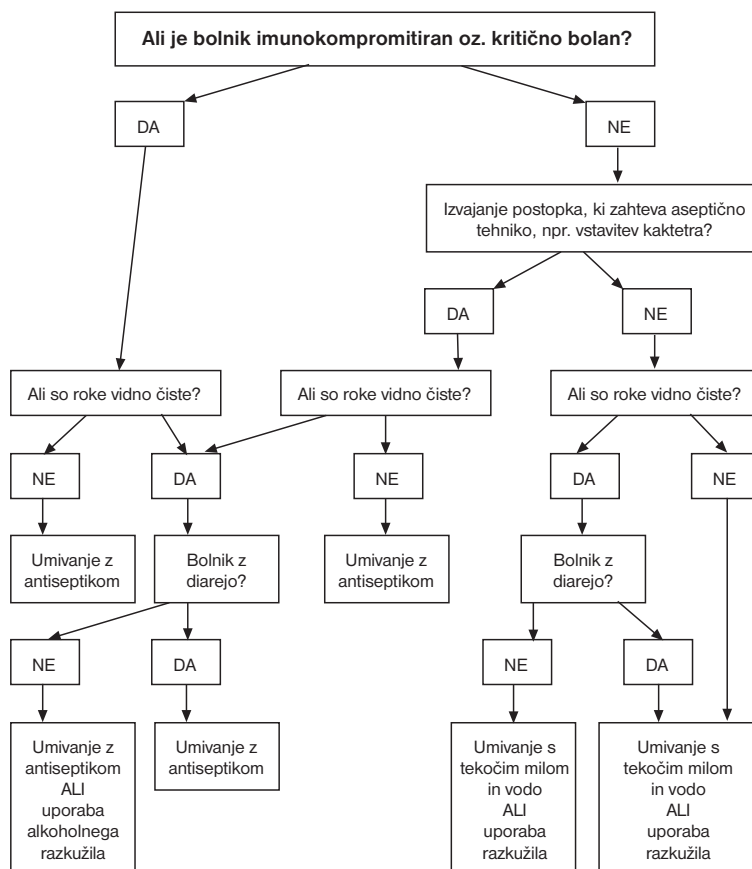 Ali je bolnik imunokompromitiran oz. kritično bolan?
DA
NE
Izvajanje postopka, ki zahteva aseptično
tehniko, npr. vstavitev kaktetra?
DA
NE
Ali so roke vidno čiste?
Ali so roke vidno čiste?
Ali so roke vidno čiste?
NE
DA
NE
DA
NE
Umivanje z
antiseptikom
Bolnik z
diarejo?
Umivanje z
antiseptikom
Bolnik z
diarejo?
NE
DA
NE
DA
Umivanje z
antiseptikom
ALI
uporaba
alkoholnega
razkužila
Umivanje z
antiseptikom
Umivanje s
tekočim milom
in vodo
ALI
uporaba
razkužila
Umivanje s
tekočim milom
in vodo
ALI
uporaba
razkužila